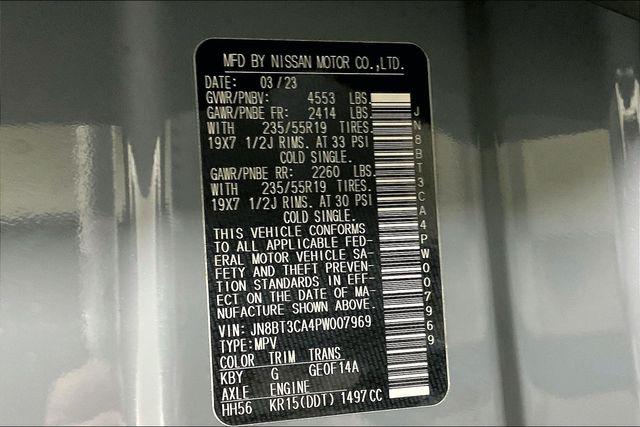 MFD BY NISSAN MOTOR CO.,LTD.
DATE: 03/23
GVWR/PNBV: 4553 LBS.
GAWR/PNBE FR: 2414 LBS.
WITH 235/55R19 TIRES.
19X7 1/2J RIMS. AT 33 PSI
COLD SINGLE.
GAWR/PNBE RR: 2260 LBS.
WITH 235/55R19 TIRES.
19X7 1/2J RIMS. AT 30 PSI
COLD SINGLE.
THIS VEHICLE CONFORMS
TO ALL APPLICABLE FED-
ERAL MOTOR VEHICLE SA-
FETY AND THEFT PREVEN-
TION STANDARDS IN EFF-
ECT ON THE DATE OF MA-
NUFACTURE SHOWN ABOVE.
VIN: JN8BT3CA4PW007969
TYPE:MPV
COLOR TRIM TRANS
KBY G GE0F14A
AXLE ENGINE
HH56 KR15(DDT) 1497CC
JN8BT3CA4PW007969